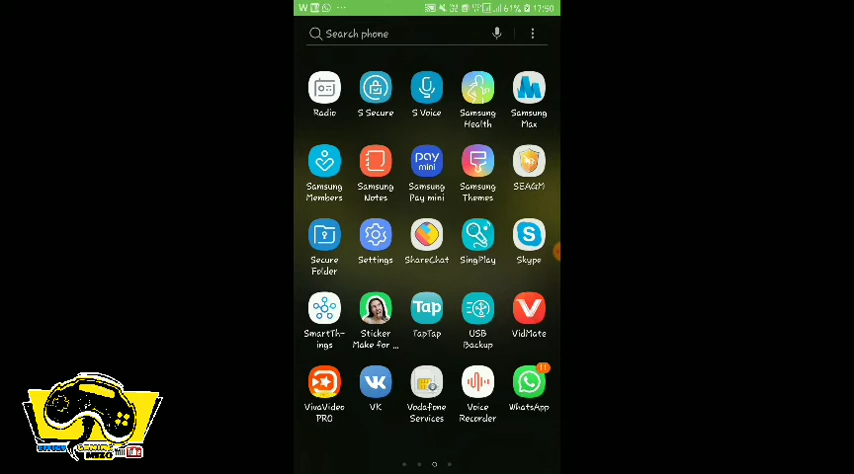 W
61% 17:50
Search phone
Radio
S Secure
S Voice
Samsung
Health
Samsung
Max
Samsung
Members
Samsung
Notes
Samsung
Pay mini
Samsung
Themes
SEAGM
Secure
Folder
Settings
ShareChat
SingPlay
Skype
SmartTh-
ings
Sticker
Make for ...
TapTap
USB
Backup
VidMate
VivaVideo
PRO
VK
Vodafone
Services
Voice
Recorder
WhatsApp
pay
mini
Tap
11